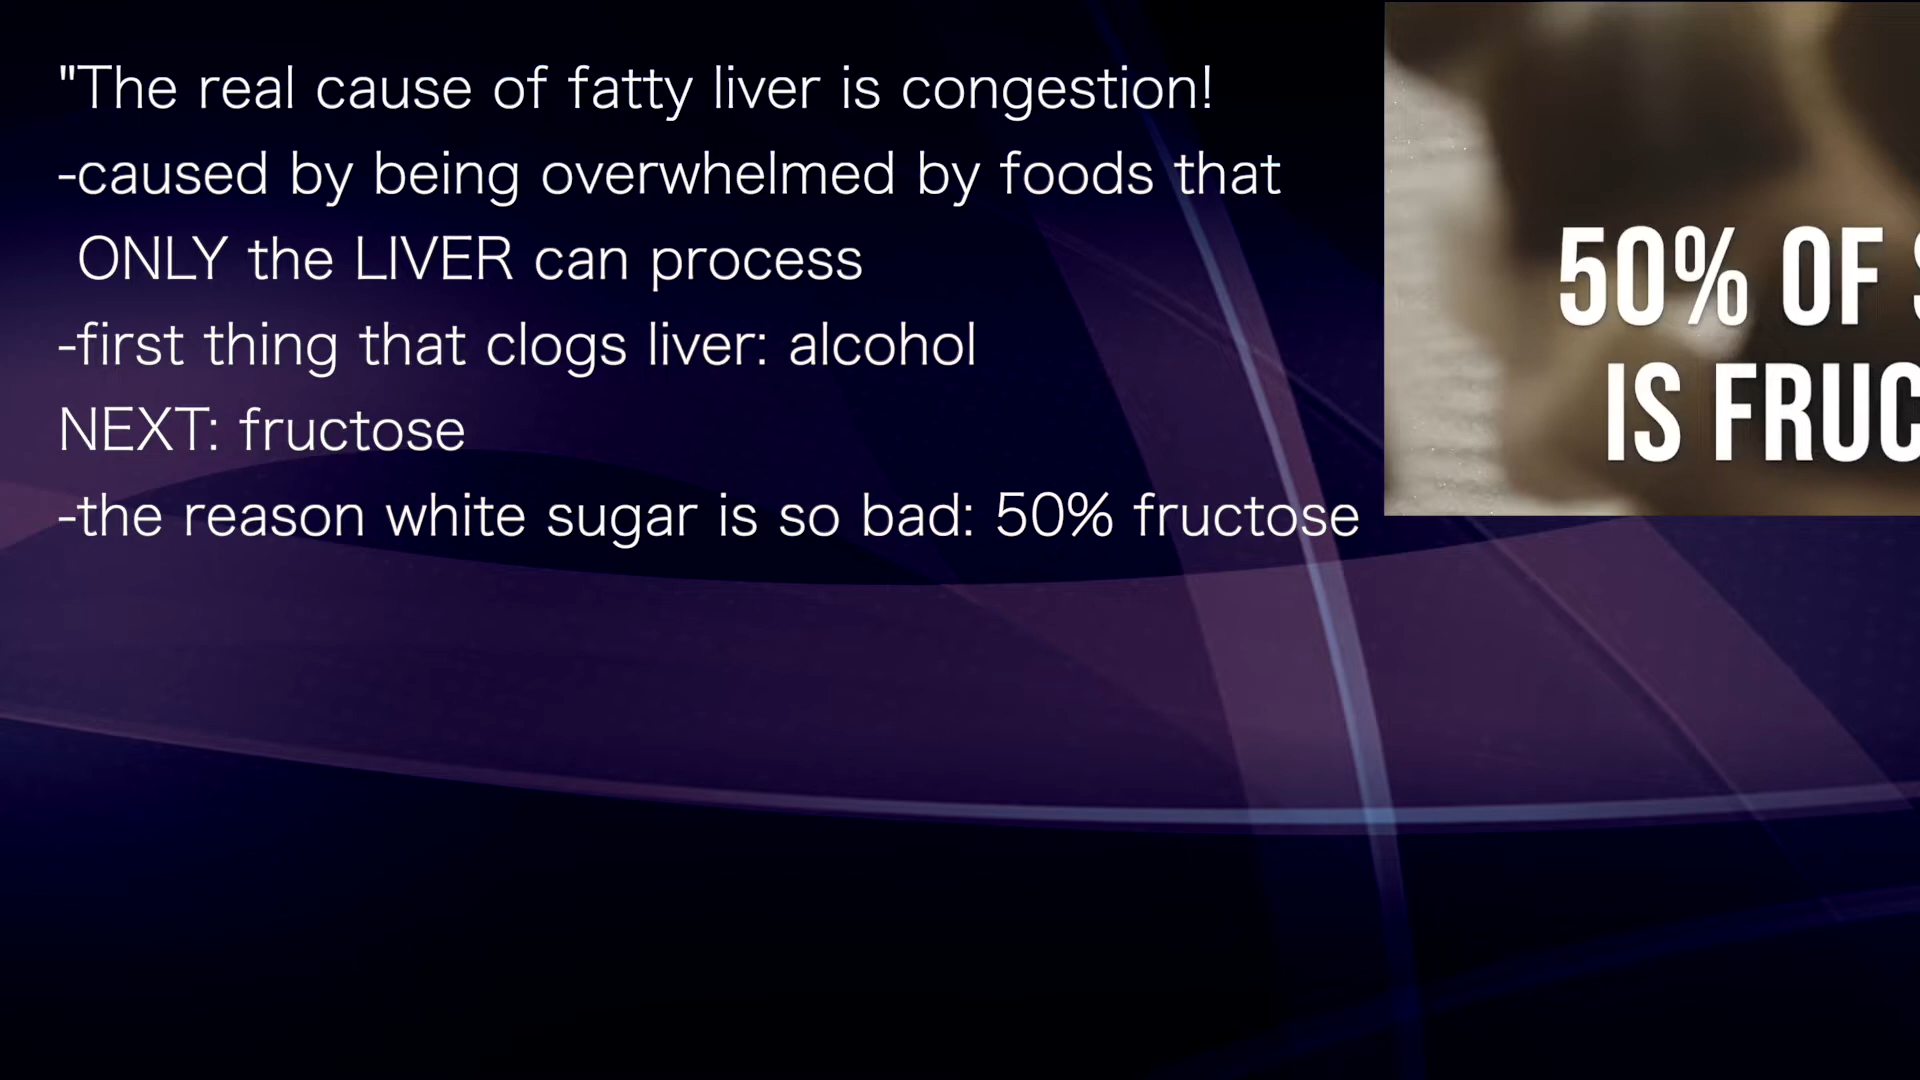 "The real cause of fatty liver is congestion!
-caused by being overwhelmed by foods that
ONLY the LIVER can process
-first thing that clogs liver: alcohol
NEXT: fructose
-the reason white sugar is so bad: 50% fructose
50% OF
IS